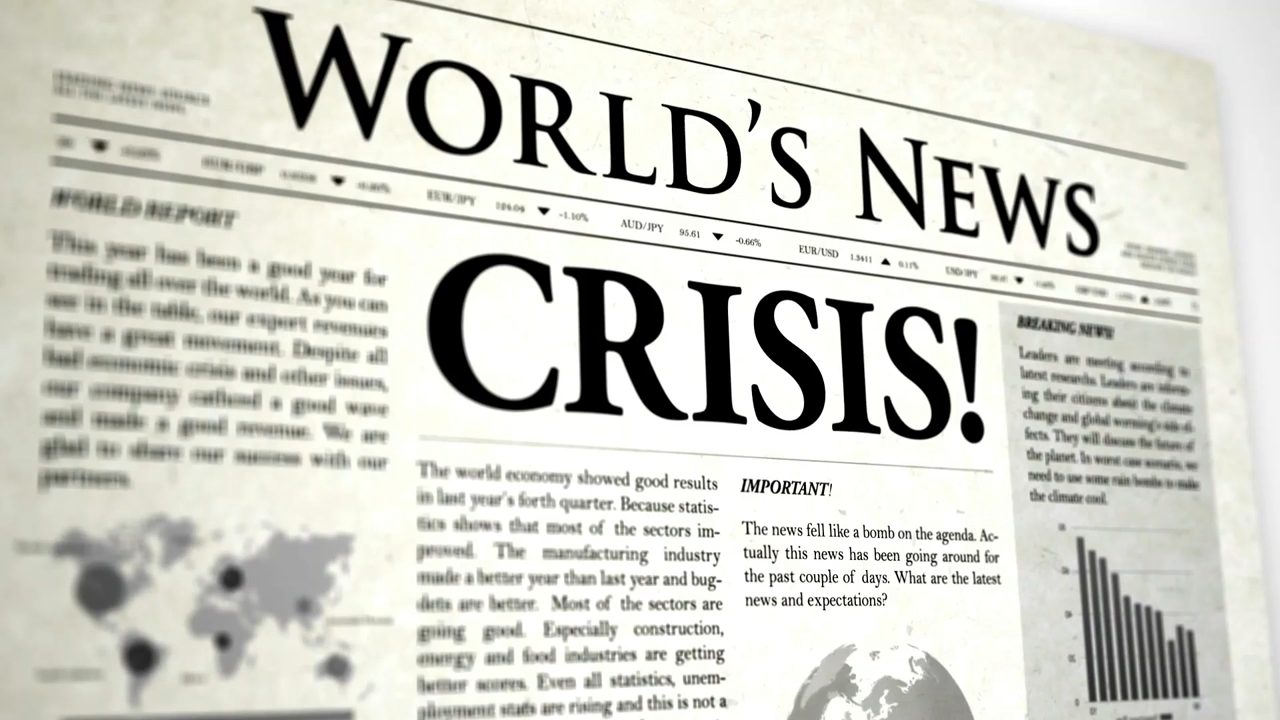 WORLD'S NEWS
EUR/JPY 124.04 ▼ -1.10% AUD/JPY 95.61 ▼ -0.66% EUR/USD 1.3411 ▲ 0.17% USD/JPY
WORLD REPORT
This year has been a good year for
trading all over the world. As you can
see in the table, our export revenues
have a great movement. Despite all
bad economic crisis and other issues,
our company cathed a good wave
and made a good revenue. We are
glad to share our success with our
partners.
CRISIS!
The world economy showed good results
in last year's forth quarter. Because statis-
tics shows that most of the sectors im-
proved. The manufacturing industry
made a better year than last year and bug-
dets are better. Most of the sectors are
going good. Especially construction,
energy and food industries are getting
better scores. Even all statistics, unem-
plioyment stats are rising and this is not a
IMPORTANT!
The news fell like a bomb on the agenda. Ac-
tually this news has been going around for
the past couple of days. What are the latest
news and expectations?
BREAKING NEWS!
Leaders are meeting according to
latest researchs. Leaders are inform-
ing their citizens about the climate
change and global worming's side ef-
fects. They will discuss the future of
the planet. In worst case scenario, we
need to use some rain bombs to make
the climate cool.